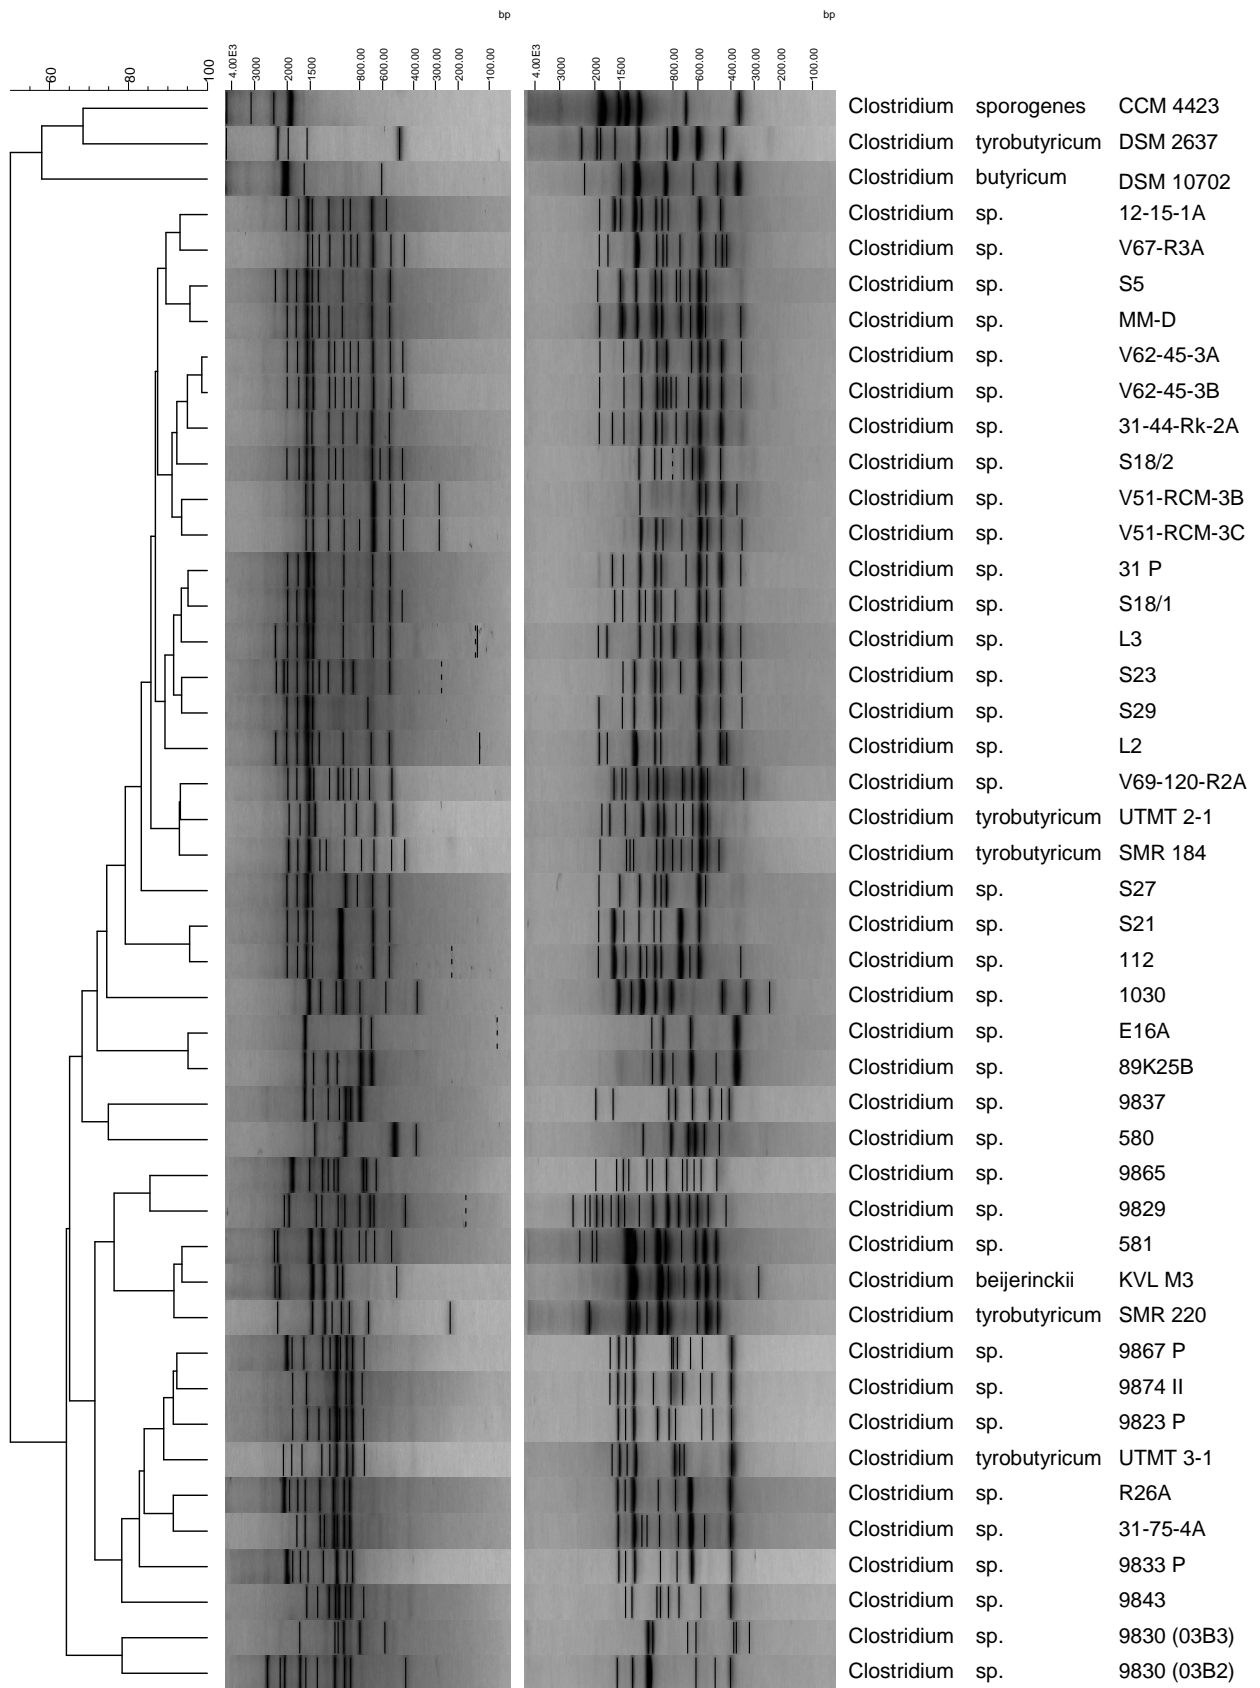 bp bp
60 80 100 4.00E3 3000 2000 1500 800.00 600.00 400.00 300.00 200.00 100.00 4.00E3 3000 2000 1500 800.00 600.00 400.00 300.00 200.00 100.00
Clostridium sporogenes CCM 4423
Clostridium tyrobutyricum DSM 2637
Clostridium butyricum DSM 10702
Clostridium sp. 12-15-1A
Clostridium sp. V67-R3A
Clostridium sp. S5
Clostridium sp. MM-D
Clostridium sp. V62-45-3A
Clostridium sp. V62-45-3B
Clostridium sp. 31-44-Rk-2A
Clostridium sp. S18/2
Clostridium sp. V51-RCM-3B
Clostridium sp. V51-RCM-3C
Clostridium sp. 31 P
Clostridium sp. S18/1
Clostridium sp. L3
Clostridium sp. S23
Clostridium sp. S29
Clostridium sp. L2
Clostridium sp. V69-120-R2A
Clostridium tyrobutyricum UTMT 2-1
Clostridium tyrobutyricum SMR 184
Clostridium sp. S27
Clostridium sp. S21
Clostridium sp. 112
Clostridium sp. 1030
Clostridium sp. E16A
Clostridium sp. 89K25B
Clostridium sp. 9837
Clostridium sp. 580
Clostridium sp. 9865
Clostridium sp. 9829
Clostridium sp. 581
Clostridium beijerinckii KVL M3
Clostridium tyrobutyricum SMR 220
Clostridium sp. 9867 P
Clostridium sp. 9874 II
Clostridium sp. 9823 P
Clostridium tyrobutyricum UTMT 3-1
Clostridium sp. R26A
Clostridium sp. 31-75-4A
Clostridium sp. 9833 P
Clostridium sp. 9843
Clostridium sp. 9830 (03B3)
Clostridium sp. 9830 (03B2)